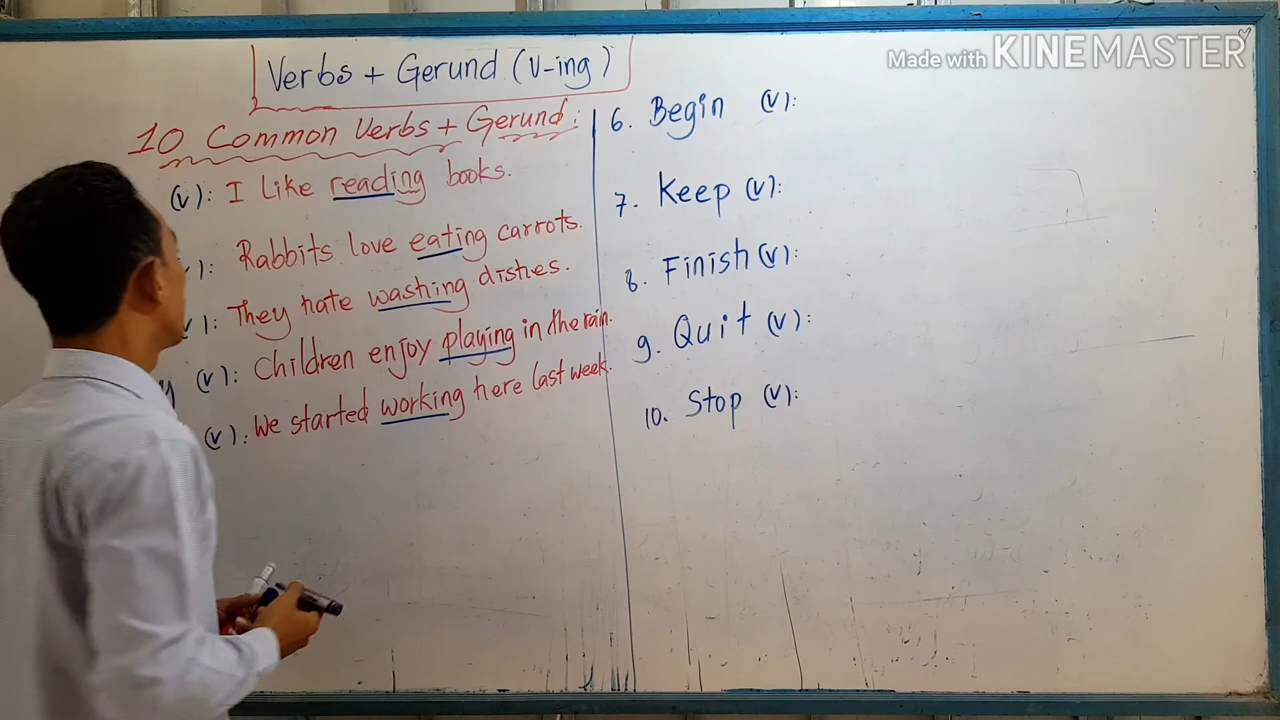 Made with KINEMASTER
Verbs + Gerund (V-ing)
10 Common Verbs + Gerund:
(v): I like reading books.
v): Rabbits love eating carrots.
v): They hate washing dishes.
y (v): Children enjoy playing in the rain.
(v): We started working here last week.
6. Begin (v):
7. Keep (v):
8. Finish (v):
9. Quit (v):
10. Stop (v):